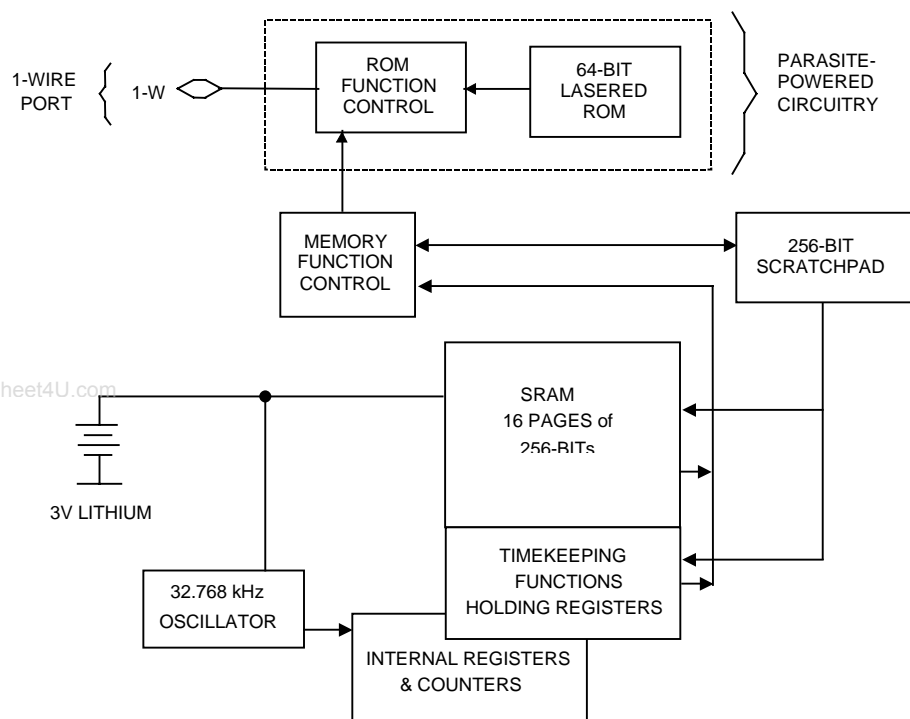 1-WIRE
PORT
1-W
ROM
FUNCTION
CONTROL
64-BIT
LASERED
ROM
PARASITE-
POWERED
CIRCUITRY
MEMORY
FUNCTION
CONTROL
256-BIT
SCRATCHPAD
heet4U.com
SRAM
16 PAGES of
256-BITs
3V LITHIUM
32.768 kHz
OSCILLATOR
TIMEKEEPING
FUNCTIONS
HOLDING REGISTERS
INTERNAL REGISTERS
& COUNTERS